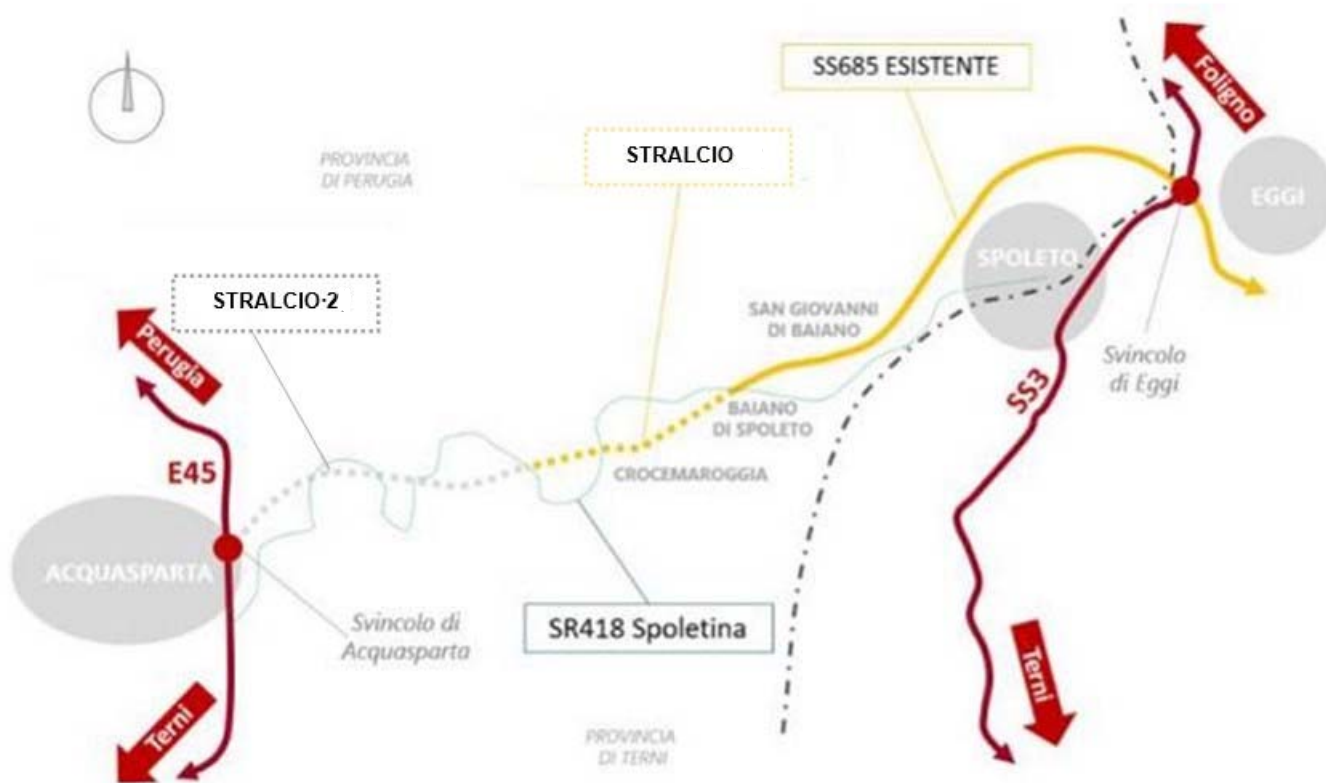 SS685 ESISTENTE
Foligno
STRALCIO
PROVINCIA
DI PERUGIA
EGGI
SPOLETO
STRALCIO·2
SAN GIOVANNI
DI BAIANO
Perugia
Svincolo
di Eggi
SS3
BAIANO
DI SPOLETO
E45
CROCEMAROGGIA
ACQUASPARTA
Svincolo di
Acquasparta
SR418 Spoletina
Terni
Terni
PROVINCIA
DI TERNI